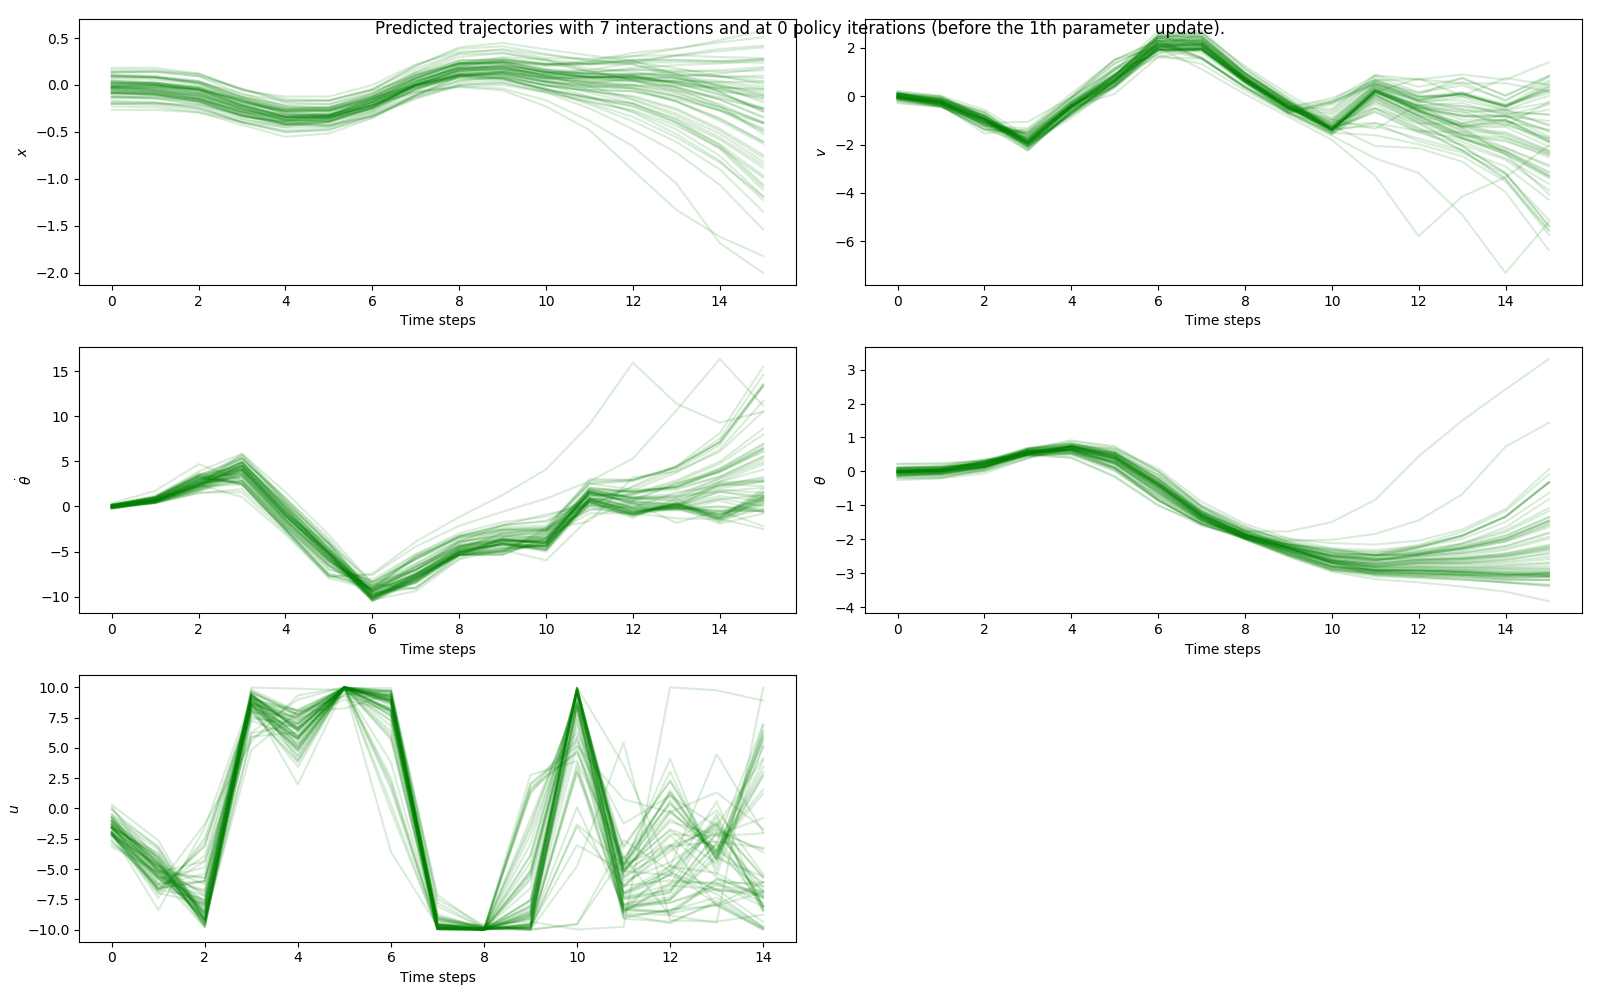 Predicted trajectories with 7 interactions and at 0 policy iterations (before the 1th parameter update).
0.5
0.0
−0.5
−1.0
−1.5
−2.0
x
0 2 4 6 8 10 12 14
Time steps
2
0
−2
−4
−6
v
0 2 4 6 8 10 12 14
Time steps
15
10
5
0
−5
−10
θ̇
0 2 4 6 8 10 12 14
Time steps
3
2
1
0
−1
−2
−3
−4
θ
0 2 4 6 8 10 12 14
Time steps
10.0
7.5
5.0
2.5
0.0
−2.5
−5.0
−7.5
−10.0
u
0 2 4 6 8 10 12 14
Time steps